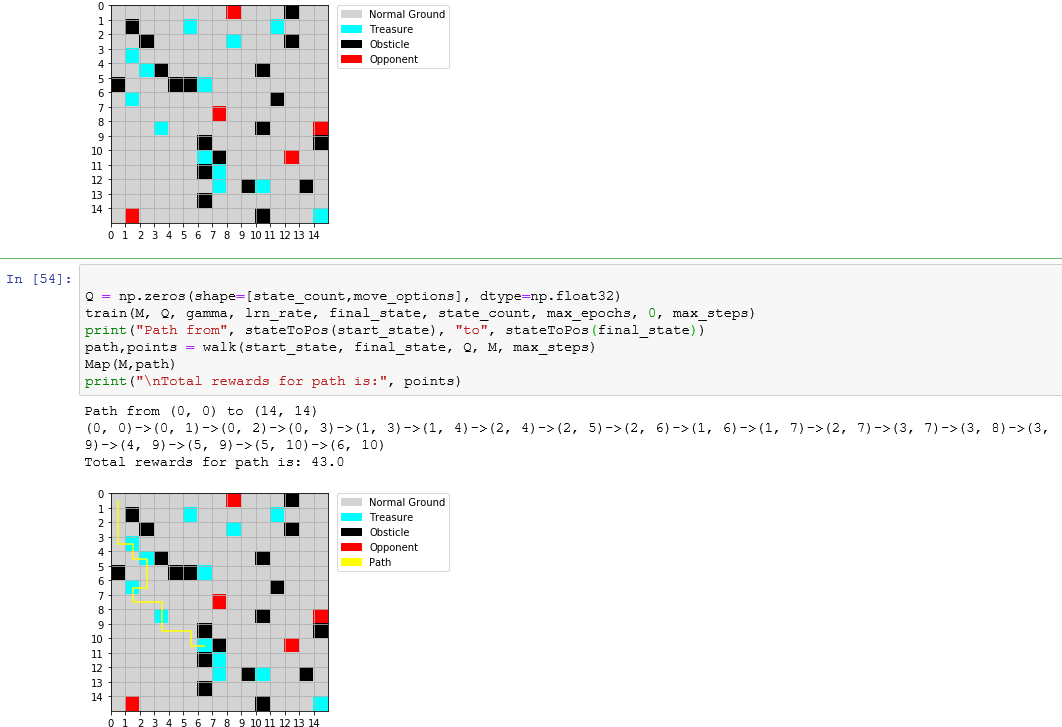 0
1
2
3
4
5
6
7
8
9
10
11
12
13
14
0 1 2 3 4 5 6 7 8 9 10 11 12 13 14
Normal Ground
Treasure
Obsticle
Opponent
In [54]:
Q = np.zeros(shape=[state_count,move_options], dtype=np.float32)
train(M, Q, gamma, lrn_rate, final_state, state_count, max_epochs, 0, max_steps)
print("Path from", stateToPos(start_state), "to", stateToPos(final_state))
path,points = walk(start_state, final_state, Q, M, max_steps)
Map(M,path)
print("\nTotal rewards for path is:", points)
Path from (0, 0) to (14, 14)
(0, 0)->(0, 1)->(0, 2)->(0, 3)->(1, 3)->(1, 4)->(2, 4)->(2, 5)->(2, 6)->(1, 6)->(1, 7)->(2, 7)->(3, 7)->(3, 8)->(3,
9)->(4, 9)->(5, 9)->(5, 10)->(6, 10)
Total rewards for path is: 43.0
0
1
2
3
4
5
6
7
8
9
10
11
12
13
14
0 1 2 3 4 5 6 7 8 9 10 11 12 13 14
Normal Ground
Treasure
Obsticle
Opponent
Path